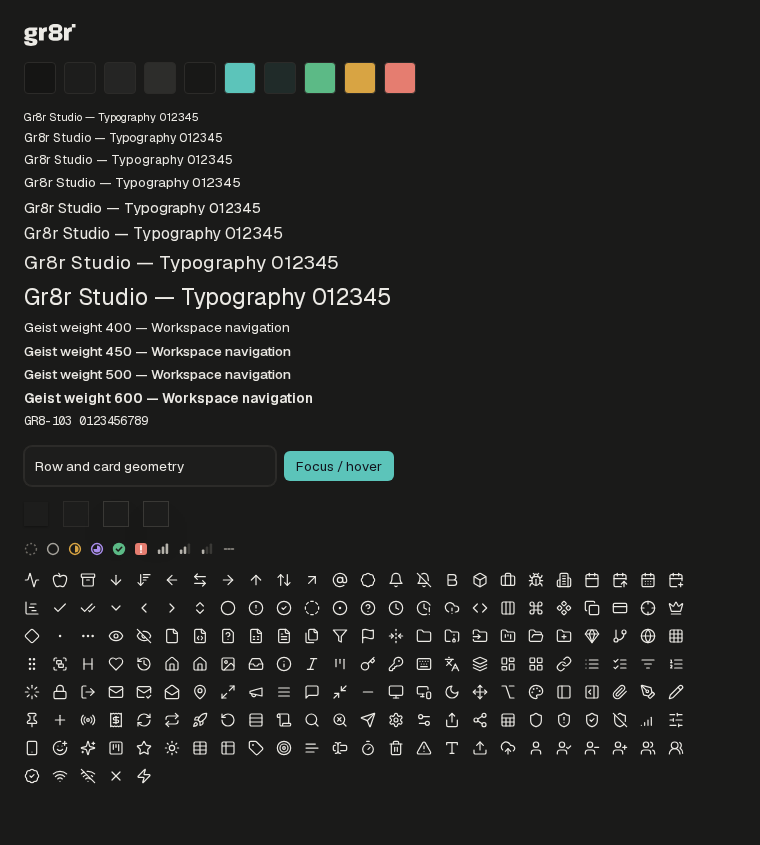 gr8r
Gr8r Studio — Typography 012345
Gr8r Studio — Typography 012345
Gr8r Studio — Typography 012345
Gr8r Studio — Typography 012345
Gr8r Studio — Typography 012345
Gr8r Studio — Typography 012345
Gr8r Studio — Typography 012345
Gr8r Studio — Typography 012345
Geist weight 400 — Workspace navigation
Geist weight 450 — Workspace navigation
Geist weight 500 — Workspace navigation
Geist weight 600 — Workspace navigation
GR8-103 0123456789
Row and card geometry
Focus / hover